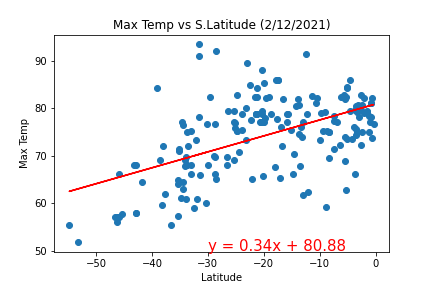 Max Temp vs S.Latitude (2/12/2021)
90
80
70
60
50
Max Temp
y = 0.34x + 80.88
−50 −40 −30 −20 −10 0
Latitude